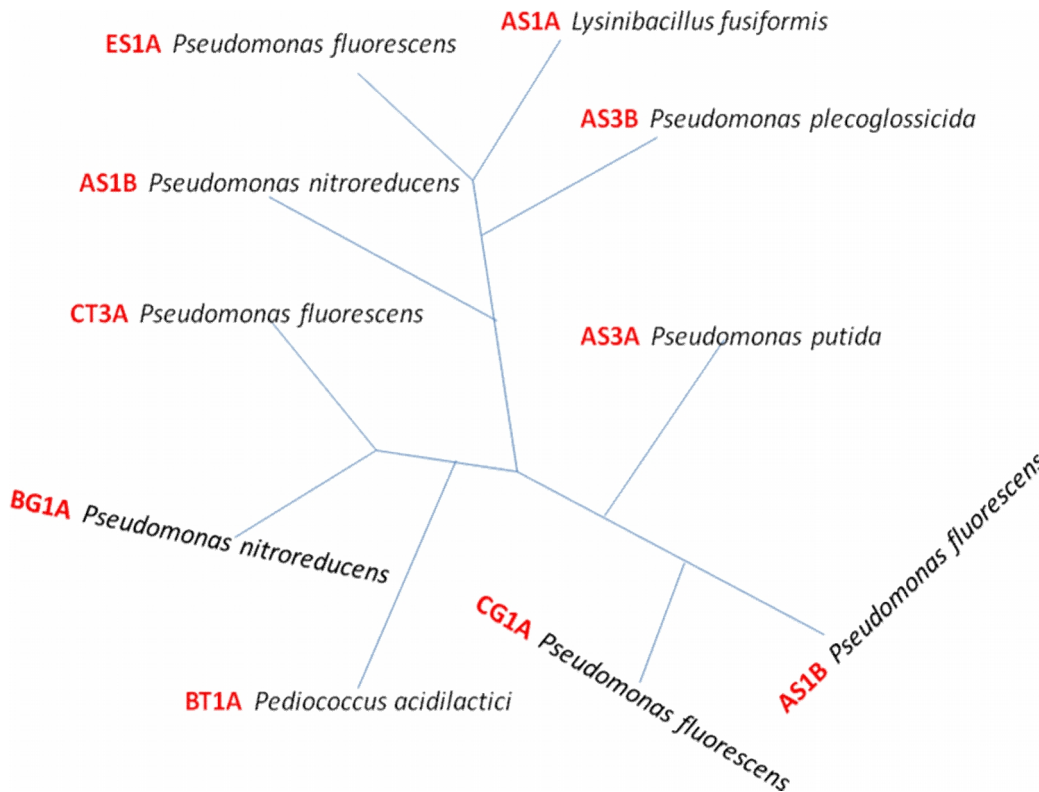 AS1A Lysinibacillus fusiformis
ES1A Pseudomonas fluorescens
AS3B Pseudomonas plecoglossicida
AS1B Pseudomonas nitroreducens
CT3A Pseudomonas fluorescens
AS3A Pseudomonas putida
BG1A Pseudomonas nitroreducens
AS1B Pseudomonas fluorescens
CG1A Pseudomonas fluorescens
BT1A Pediococcus acidilactici